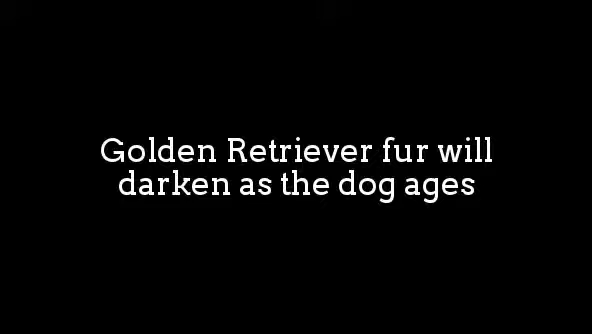 Golden Retriever fur will
darken as the dog ages